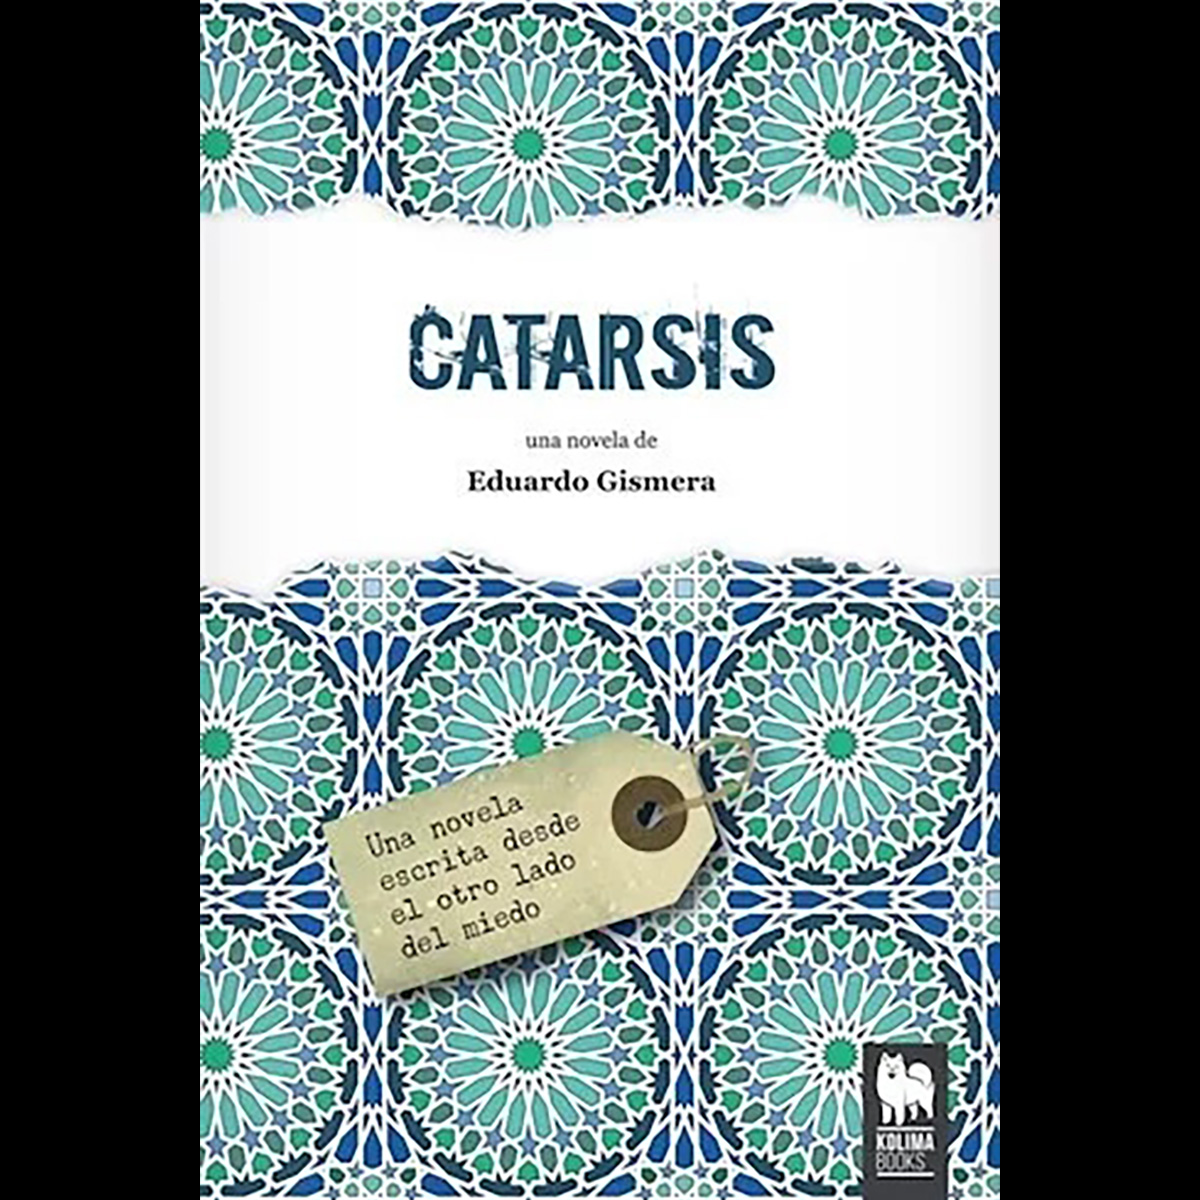 CATARSIS
una novela de
Eduardo Gismera
Una novela
escrita desde
el otro lado
del miedo
KOLIMA
BOOKS